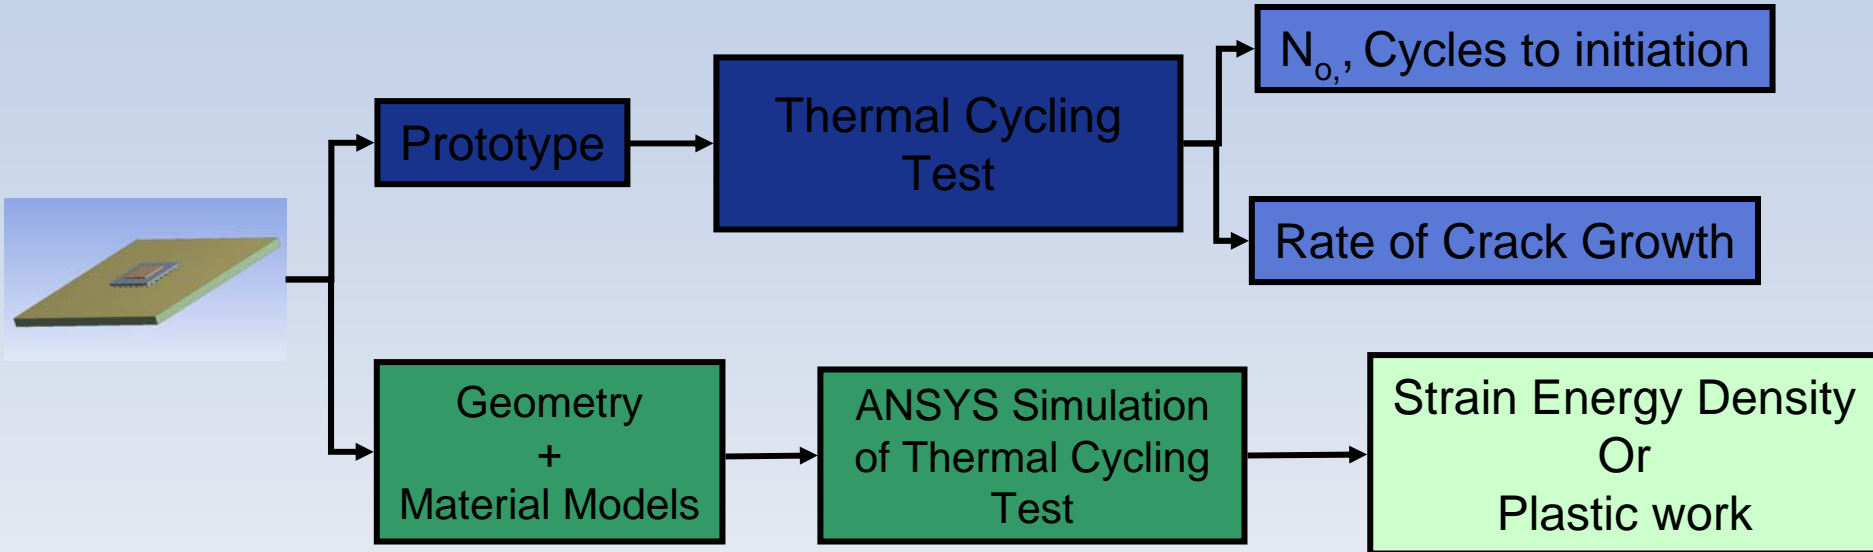 Prototype
Thermal Cycling
Test
No,, Cycles to initiation
Rate of Crack Growth
Geometry
+
Material Models
ANSYS Simulation
of Thermal Cycling
Test
Strain Energy Density
Or
Plastic work